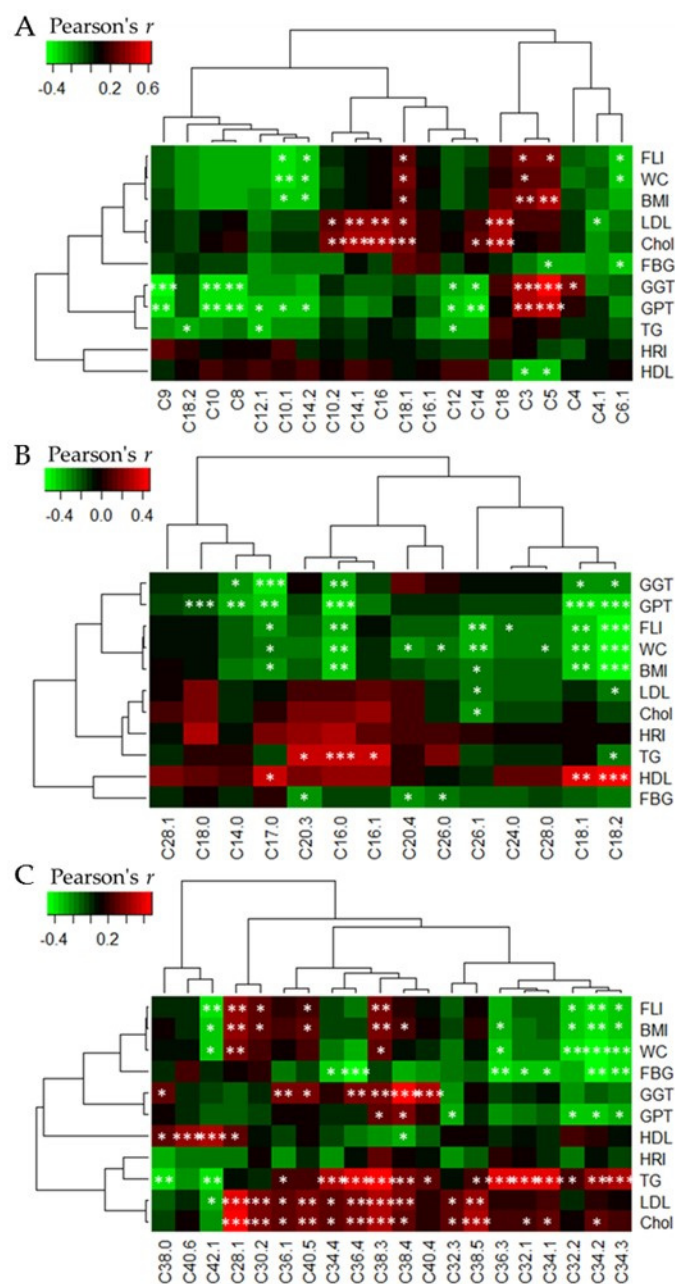 A
Pearson's r
-0.4 0.2 0.6
FLI
WC
BMI
LDL
Chol
FBG
GGT
GPT
TG
HRI
HDL
C9 C18.2 C10 C8 C12.1 C10.1 C14.2 C10.2 C14.1 C16 C18.1 C16.1 C12 C14 C18 C3 C5 C4 C4.1 C6.1
B
Pearson's r
-0.4 0.0 0.4
GGT
GPT
FLI
WC
BMI
LDL
Chol
HRI
TG
HDL
FBG
C28.1 C18.0 C14.0 C17.0 C20.3 C16.0 C16.1 C20.4 C26.0 C26.1 C24.0 C28.0 C18.1 C18.2
C
Pearson's r
-0.4 0.2
FLI
BMI
WC
FBG
GGT
GPT
HDL
HRI
TG
LDL
Chol
C38.0 C40.6 C42.1 C28.1 C30.2 C36.1 C40.5 C34.4 C36.4 C38.3 C38.4 C40.4 C32.3 C38.5 C36.3 C32.1 C34.1 C32.2 C34.2 C34.3